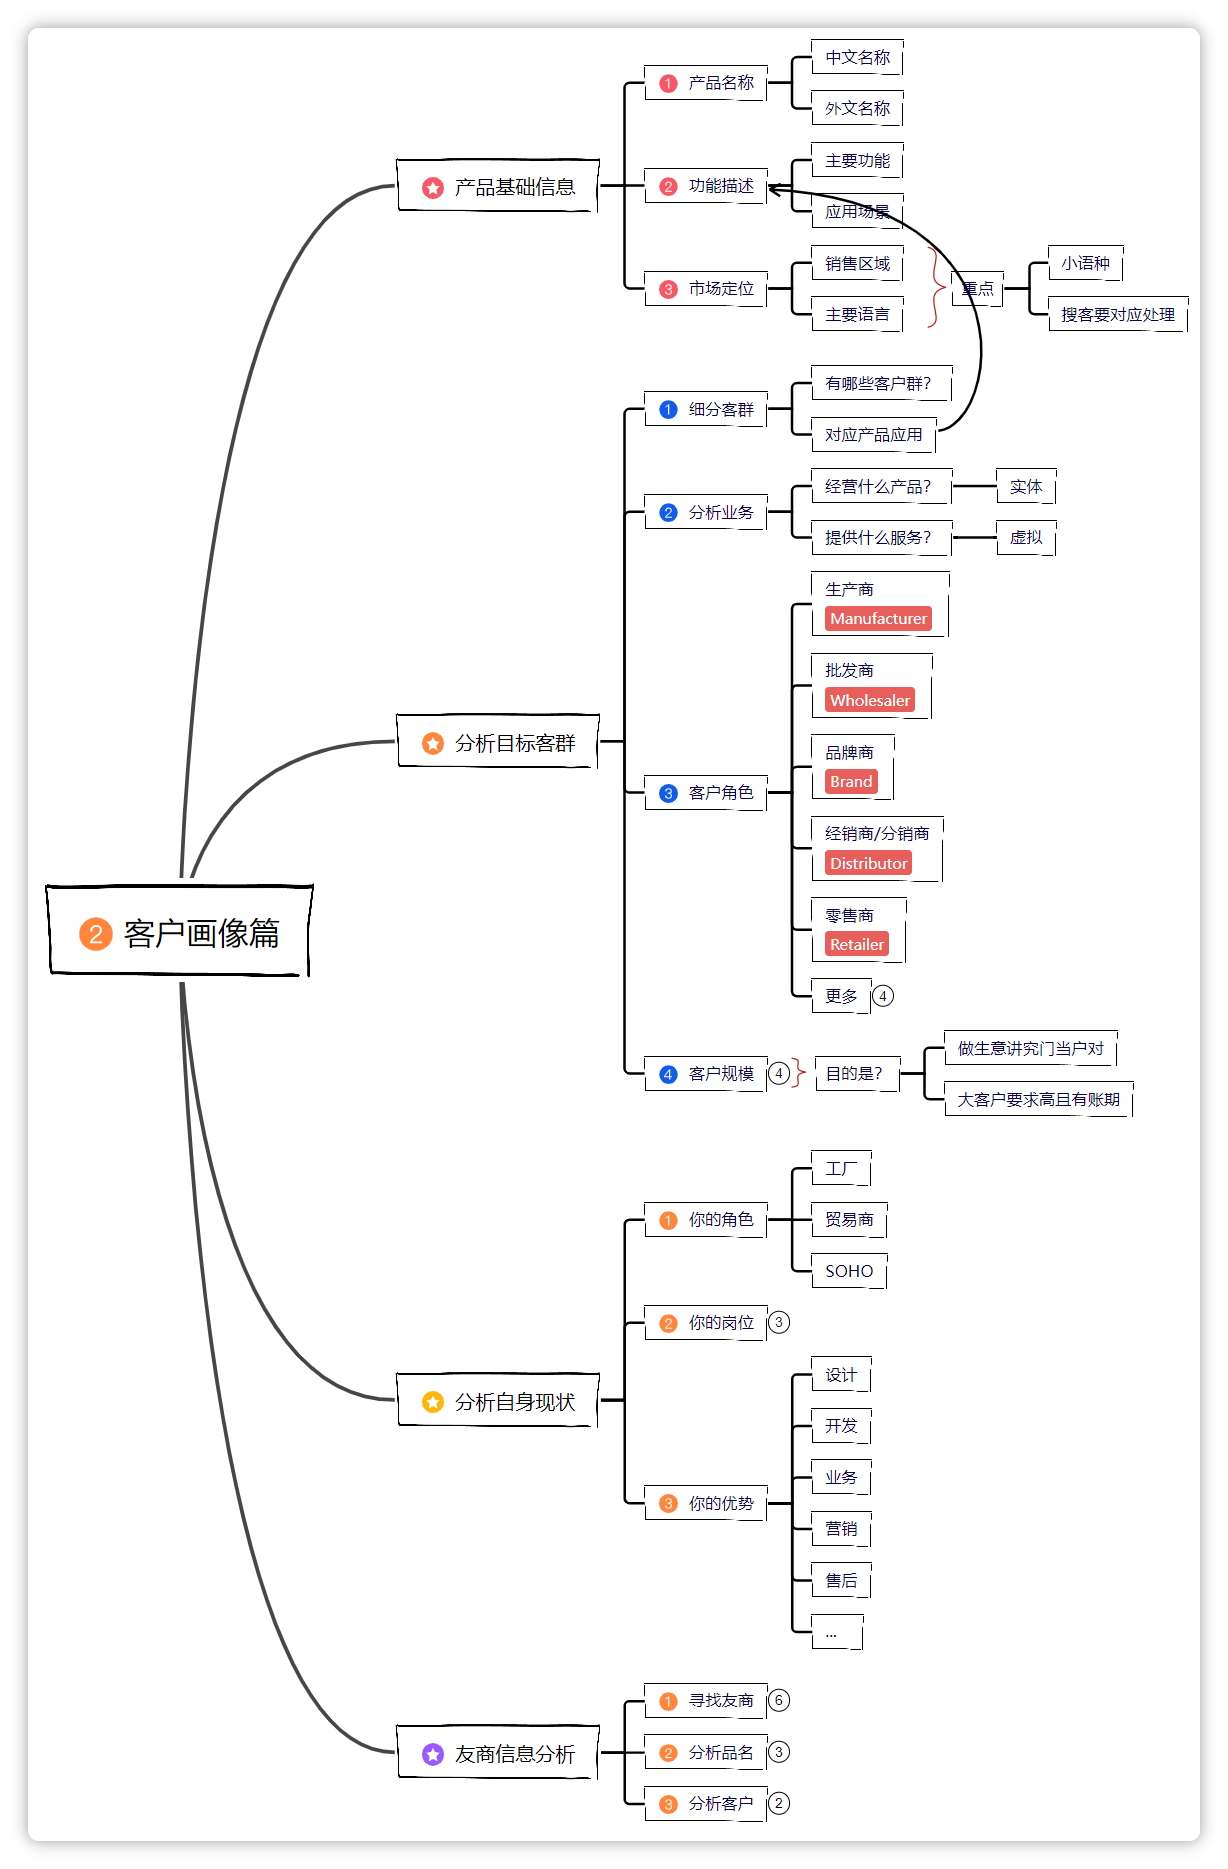 2 客户画像篇
产品基础信息
1 产品名称
中文名称
外文名称
2 功能描述
主要功能
应用场景
3 市场定位
销售区域
主要语言
重点
小语种
搜客要对应处理
分析目标客群
1 细分客群
有哪些客户群?
对应产品应用
2 分析业务
经营什么产品?
实体
提供什么服务?
虚拟
3 客户角色
生产商
Manufacturer
批发商
Wholesaler
品牌商
Brand
经销商/分销商
Distributor
零售商
Retailer
更多 4
4 客户规模 4
目的是?
做生意讲究门当户对
大客户要求高且有账期
分析自身现状
1 你的角色
工厂
贸易商
SOHO
2 你的岗位 3
3 你的优势
设计
开发
业务
营销
售后
...
友商信息分析
1 寻找友商 6
2 分析品名 3
3 分析客户 2